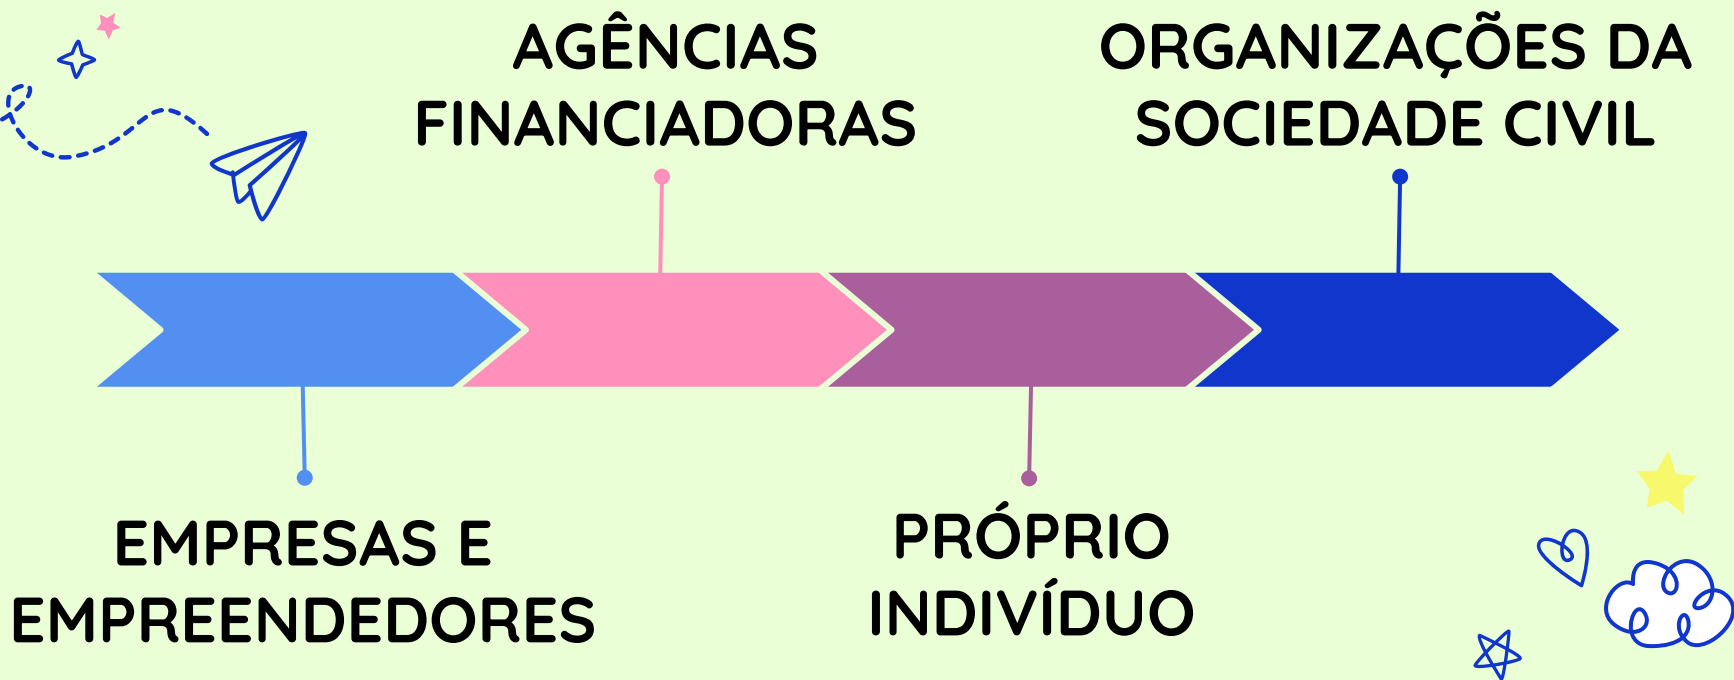 AGÊNCIAS
FINANCIADORAS
ORGANIZAÇÕES DA
SOCIEDADE CIVIL
EMPRESAS E
EMPREENDEDORES
PRÓPRIO
INDIVÍDUO